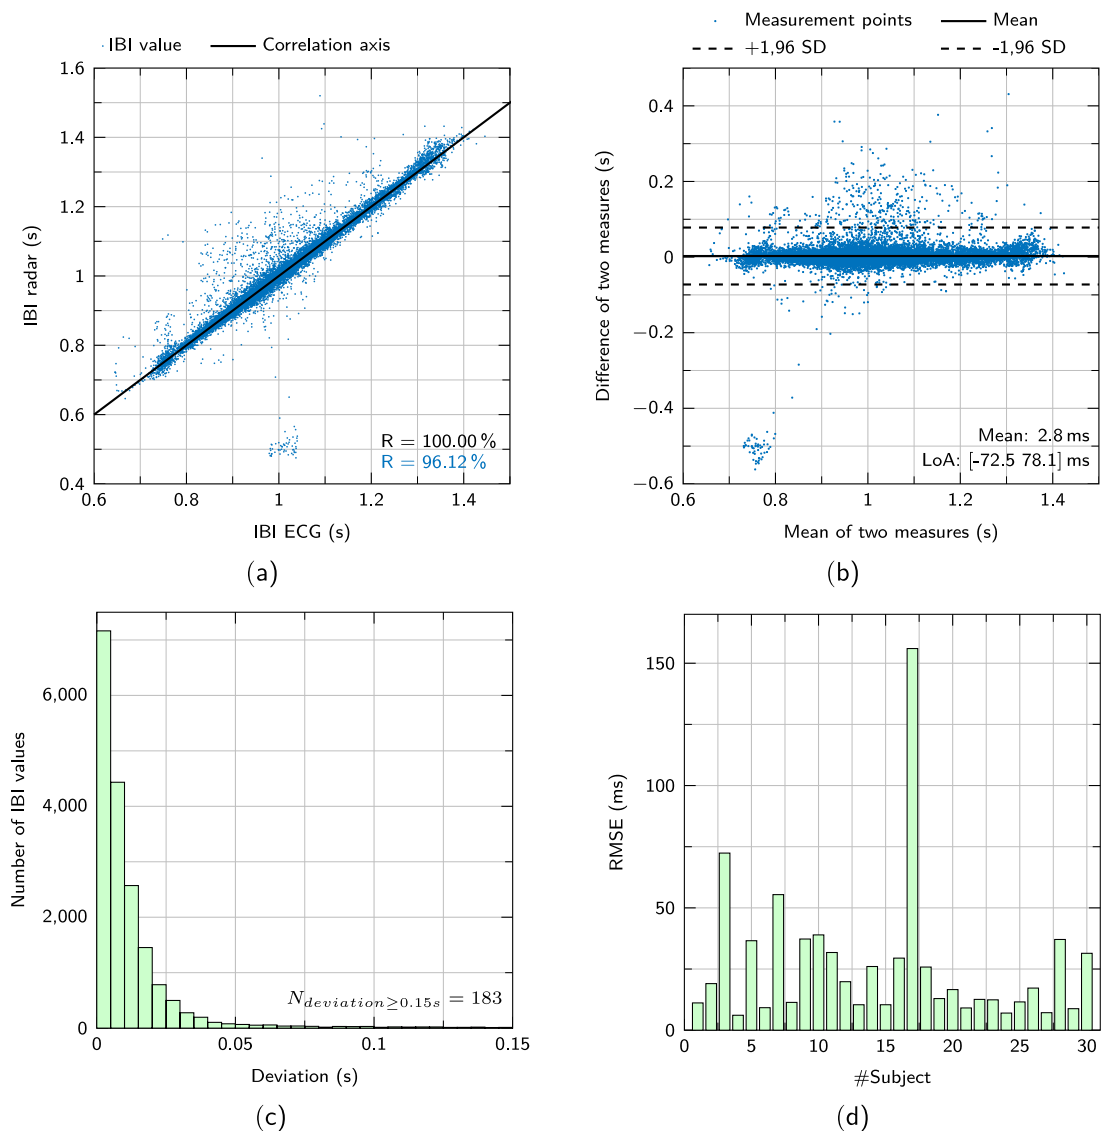 IBI value Correlation axis
1.6
1.4
1.2
1
0.8
0.6
0.4
IBI radar (s)
R = 100.00 %
R = 96.12 %
0.6 0.8 1 1.2 1.4
IBI ECG (s)
(a)
Measurement points Mean
+1,96 SD -1,96 SD
0.4
0.2
0
−0.2
−0.4
−0.6
Difference of two measures (s)
Mean: 2.8 ms
LoA: [-72.5 78.1] ms
0.6 0.8 1 1.2 1.4
Mean of two measures (s)
(b)
6,000
4,000
2,000
0
Number of IBI values
N_{deviation≥0.15s} = 183
0 0.05 0.1 0.15
Deviation (s)
(c)
150
100
50
0
RMSE (ms)
0 5 10 15 20 25 30
#Subject
(d)